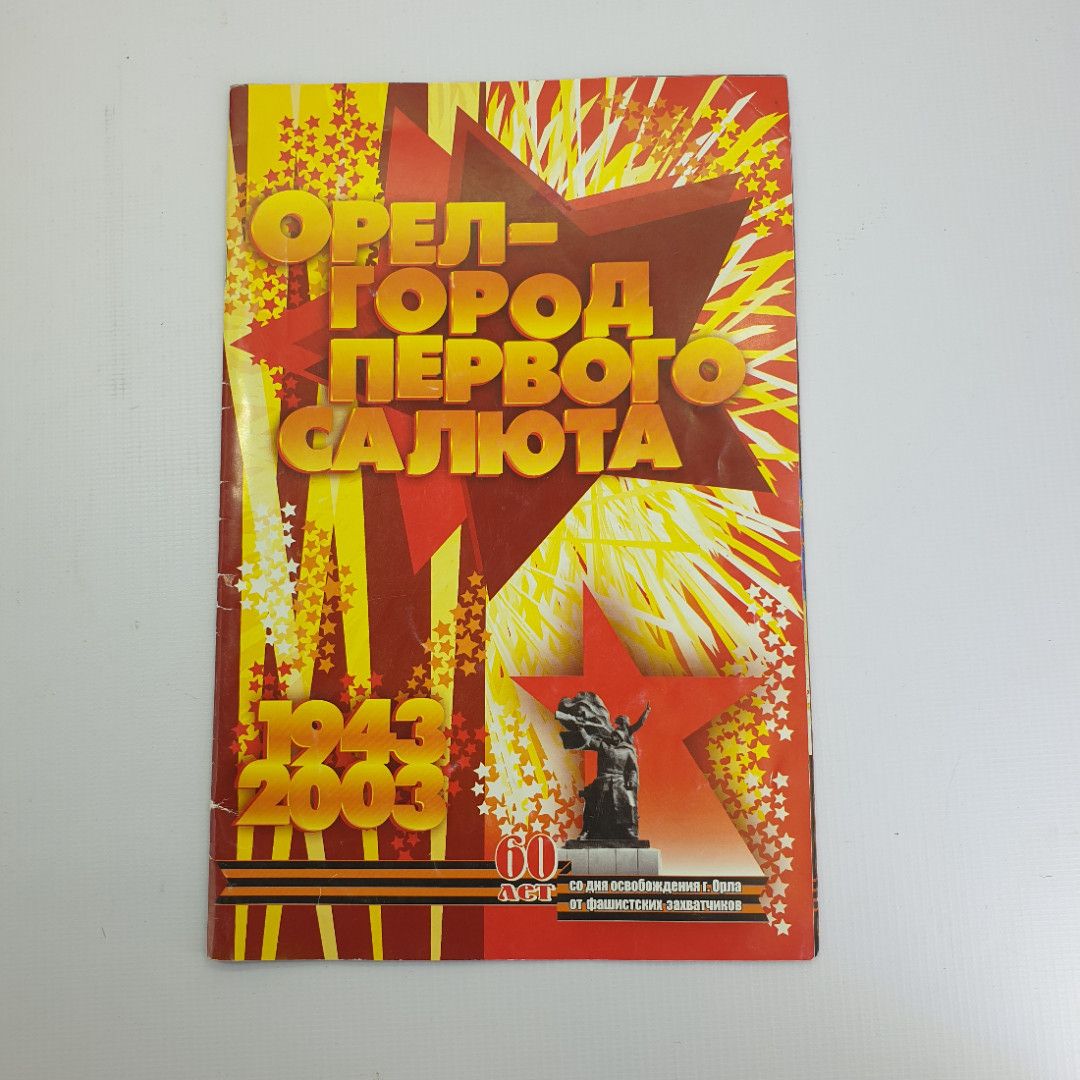 ОРЕЛ-
ГОРОД
ПЕРВОГО
САЛЮТА
1943
2003
60
лет
со дня освобождения г. Орла
от фашистских захватчиков